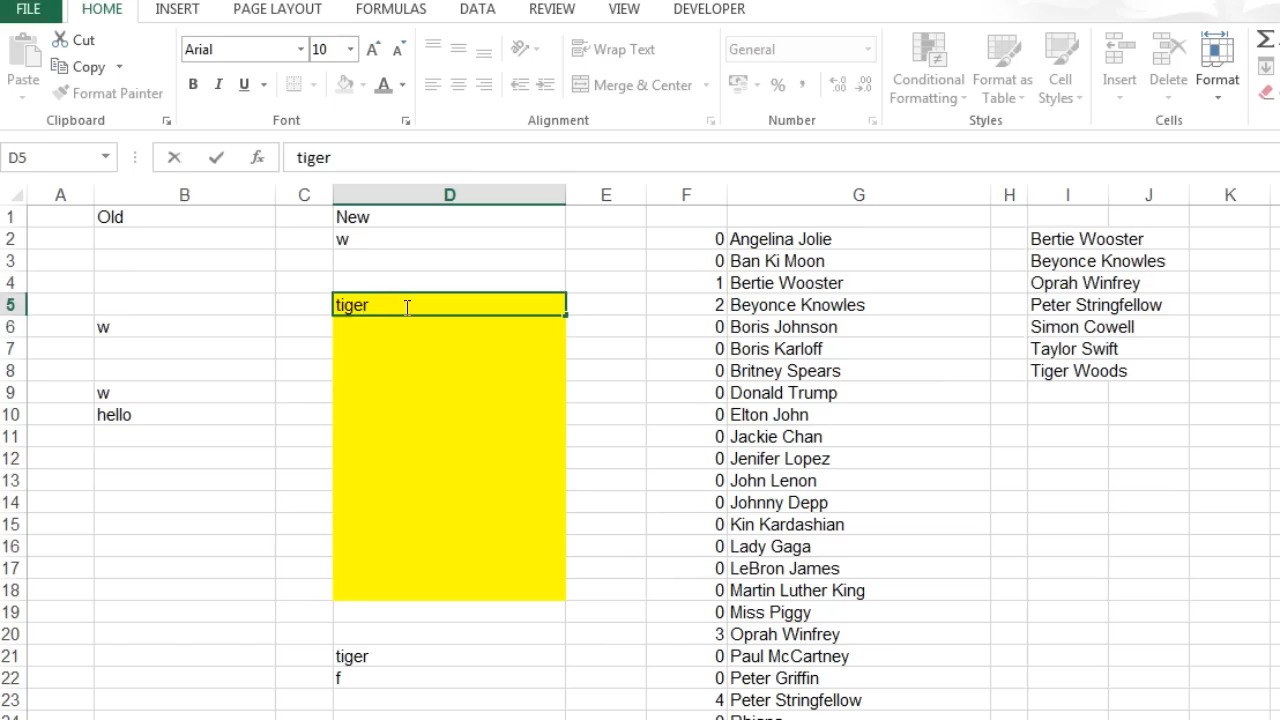 FILE HOME INSERT PAGE LAYOUT FORMULAS DATA REVIEW VIEW DEVELOPER
Cut
Copy
Format Painter
Paste
Clipboard
Arial 10
B I U A
Font
Wrap Text
Merge & Center
Alignment
General
% ,
Number
Conditional Formatting
Format as Table
Cell Styles
Styles
Insert Delete Format
Cells
D5 fx tiger
A B C D E F G H I J K
1 Old New
2 w 0 Angelina Jolie Bertie Wooster
3 0 Ban Ki Moon Beyonce Knowles
4 1 Bertie Wooster Oprah Winfrey
5 tiger 2 Beyonce Knowles Peter Stringfellow
6 w 0 Boris Johnson Simon Cowell
7 0 Boris Karloff Taylor Swift
8 0 Britney Spears Tiger Woods
9 w 0 Donald Trump
10 hello 0 Elton John
11 0 Jackie Chan
12 0 Jenifer Lopez
13 0 John Lenon
14 0 Johnny Depp
15 0 Kin Kardashian
16 0 Lady Gaga
17 0 LeBron James
18 0 Martin Luther King
19 0 Miss Piggy
20 3 Oprah Winfrey
21 tiger 0 Paul McCartney
22 f 0 Peter Griffin
23 4 Peter Stringfellow